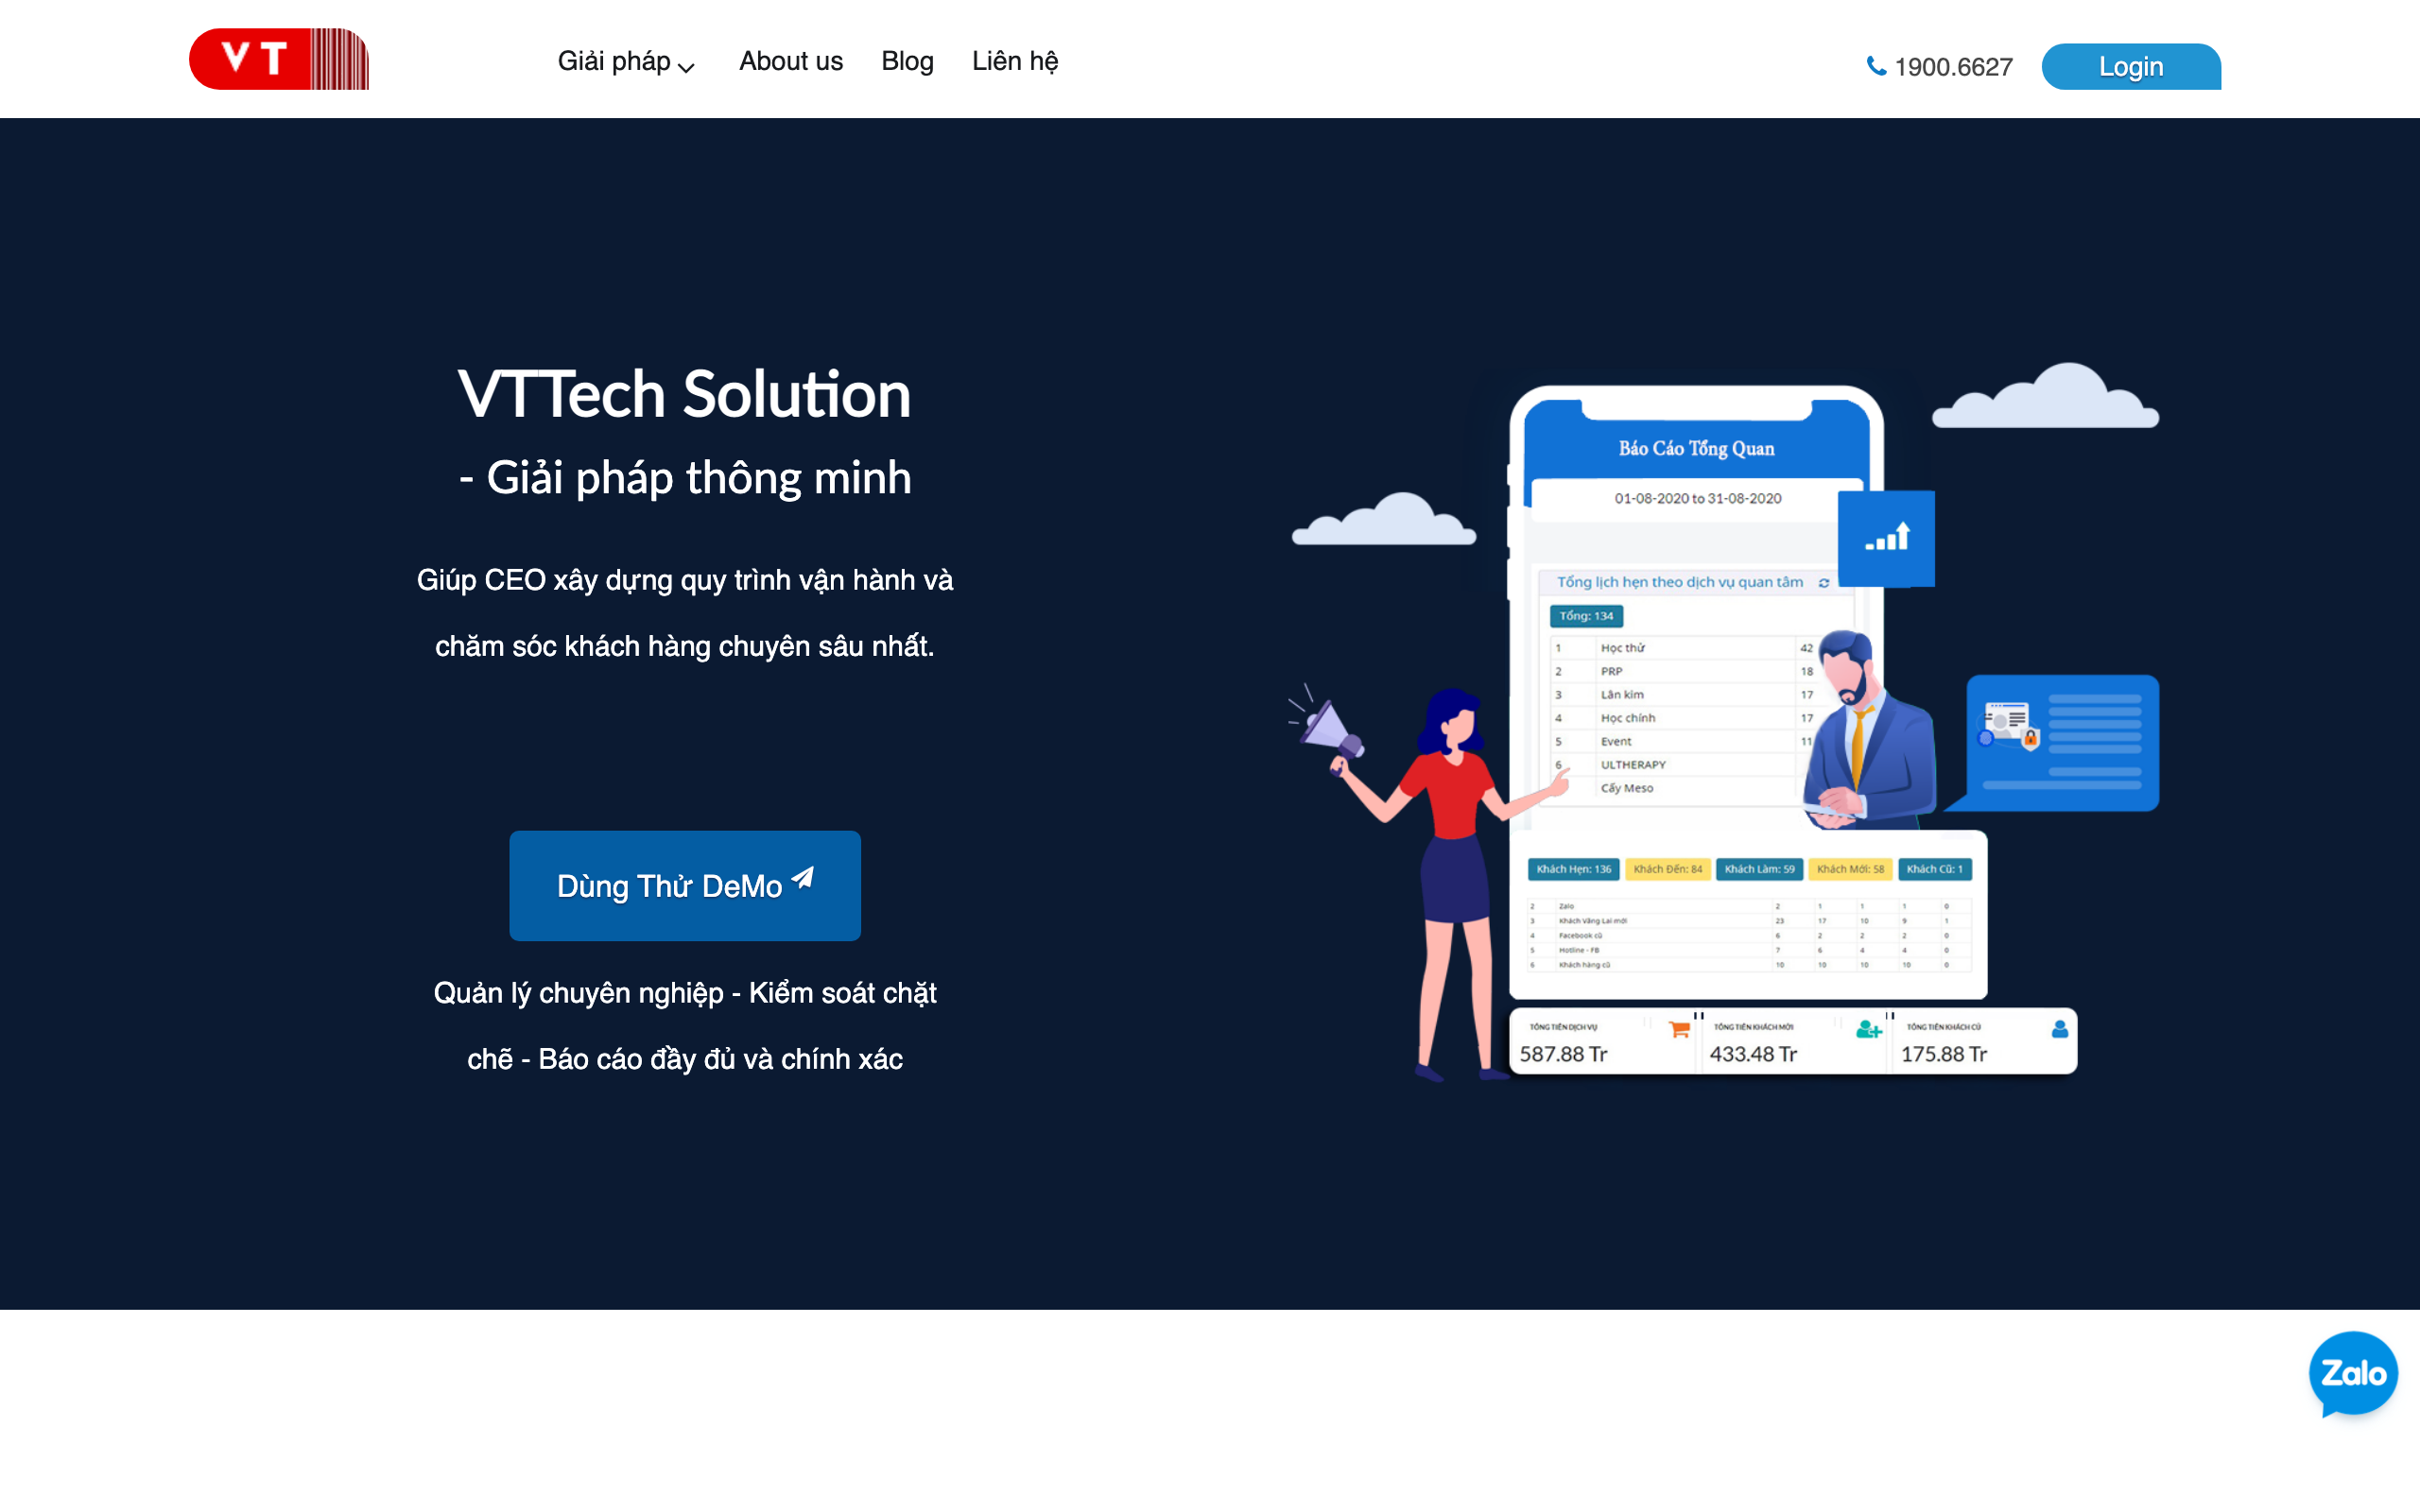 VT
Giải pháp
About us
Blog
Liên hệ
1900.6627
Login
VTTech Solution
- Giải pháp thông minh
Giúp CEO xây dựng quy trình vận hành và
chăm sóc khách hàng chuyên sâu nhất.
Dùng Thử DeMo
Quản lý chuyên nghiệp - Kiểm soát chặt
chẽ - Báo cáo đầy đủ và chính xác
Báo Cáo Tổng Quan
01-08-2020 to 31-08-2020
Tổng lịch hẹn theo dịch vụ quan tâm
Tổng: 134
1 Học thử 42
2 PRP 18
3 Lăn kim 17
4 Học chính 17
5 Event 11
6 ULTHERAPY
Cấy Meso
Khách Hẹn: 136 Khách Đến: 84 Khách Làm: 59 Khách Mới: 58 Khách Cũ: 1
2 Zalo 2 1 1 1 0
3 Khách Vãng Lai mới 23 17 10 9 1
4 Facebook cũ 6 2 2 2 0
5 Hotline - FB 7 6 4 4 0
6 Khách hàng cũ 10 10 10 10 0
TỔNG TIỀN DỊCH VỤ
587.88 Tr
TỔNG TIỀN KHÁCH MỚI
433.48 Tr
TỔNG TIỀN KHÁCH CŨ
175.88 Tr
Zalo